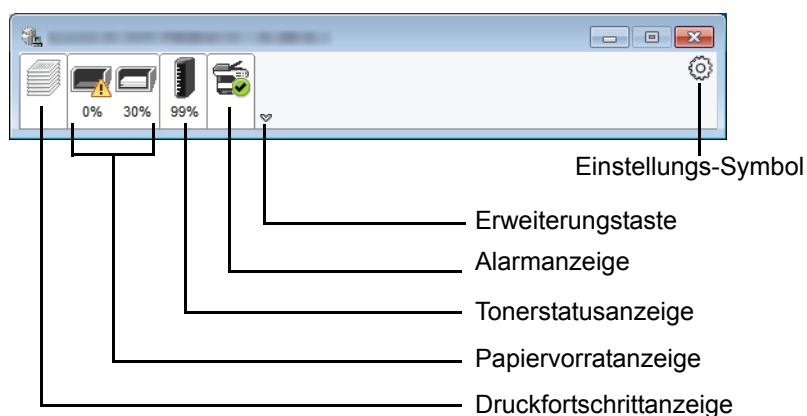 0% 30% 99%
Einstellungs-Symbol
Erweiterungstaste
Alarmanzeige
Tonerstatusanzeige
Papiervorratanzeige
Druckfortschrittanzeige